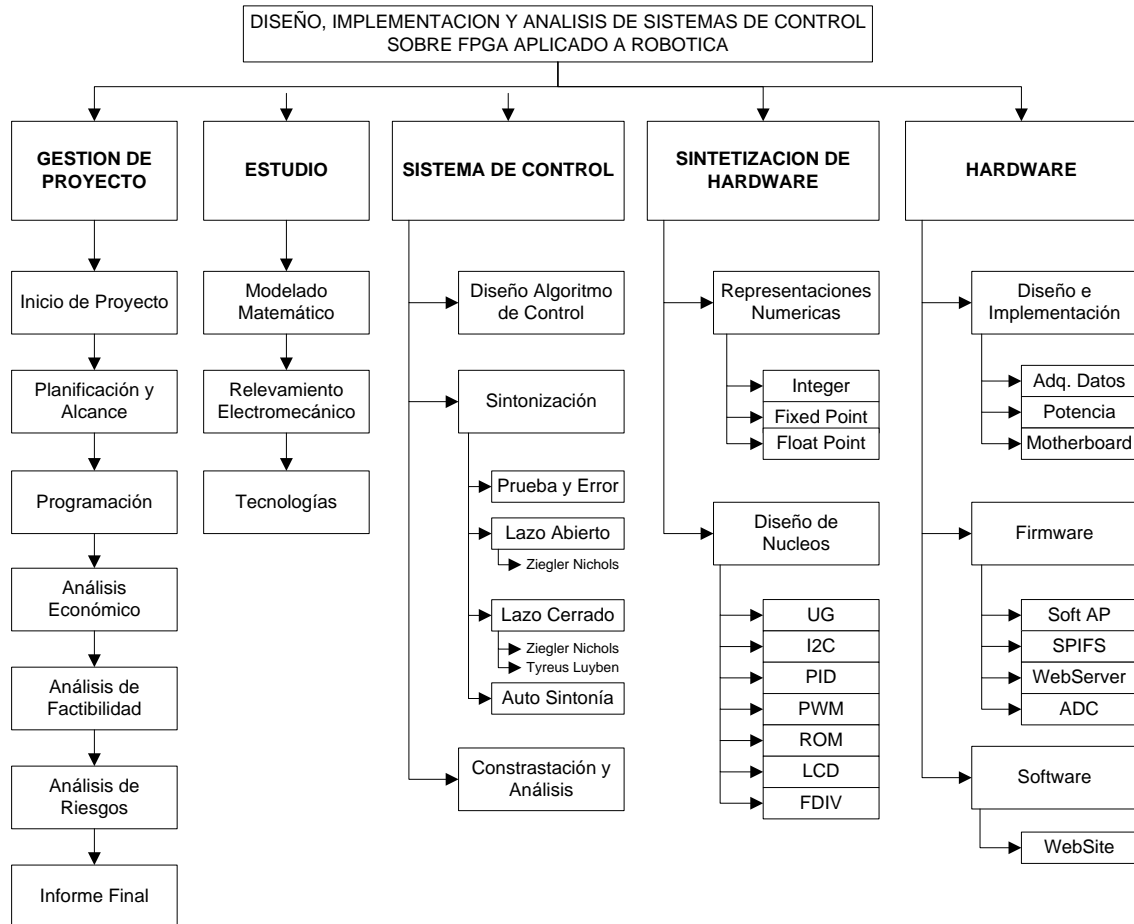 DISEÑO, IMPLEMENTACION Y ANALISIS DE SISTEMAS DE CONTROL
SOBRE FPGA APLICADO A ROBOTICA
GESTION DE
PROYECTO
Inicio de Proyecto
Planificación y
Alcance
Programación
Análisis
Económico
Análisis de
Factibilidad
Análisis de
Riesgos
Informe Final
ESTUDIO
Modelado
Matemático
Relevamiento
Electromecánico
Tecnologías
SISTEMA DE CONTROL
Diseño Algoritmo
de Control
Sintonización
Prueba y Error
Lazo Abierto
Ziegler Nichols
Lazo Cerrado
Ziegler Nichols
Tyreus Luyben
Auto Sintonía
Constrastación y
Análisis
SINTETIZACION DE
HARDWARE
Representaciones
Numericas
Integer
Fixed Point
Float Point
Diseño de
Nucleos
UG
I2C
PID
PWM
ROM
LCD
FDIV
HARDWARE
Diseño e
Implementación
Adq. Datos
Potencia
Motherboard
Firmware
Soft AP
SPIFS
WebServer
ADC
Software
WebSite